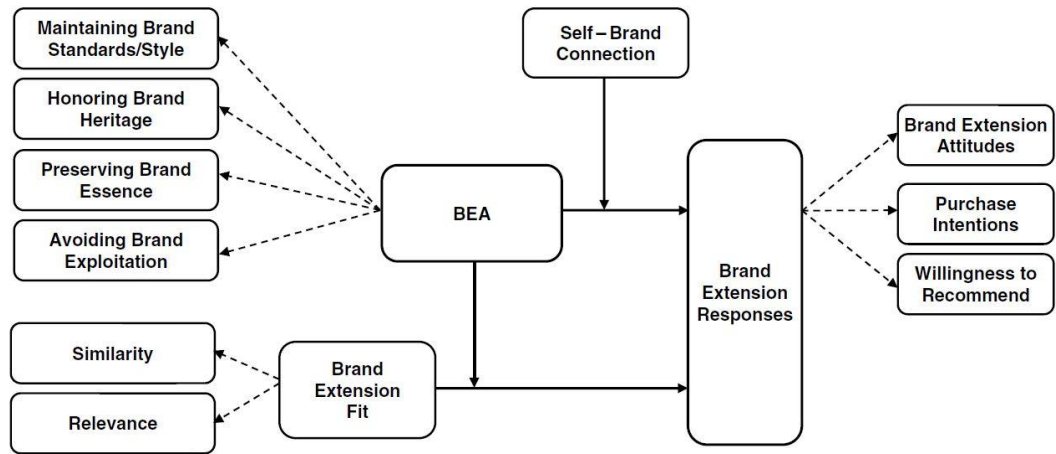 Maintaining Brand
Standards/Style
Honoring Brand
Heritage
Preserving Brand
Essence
Avoiding Brand
Exploitation
Similarity
Relevance
BEA
Brand
Extension
Fit
Self–Brand
Connection
Brand
Extension
Responses
Brand Extension
Attitudes
Purchase
Intentions
Willingness to
Recommend